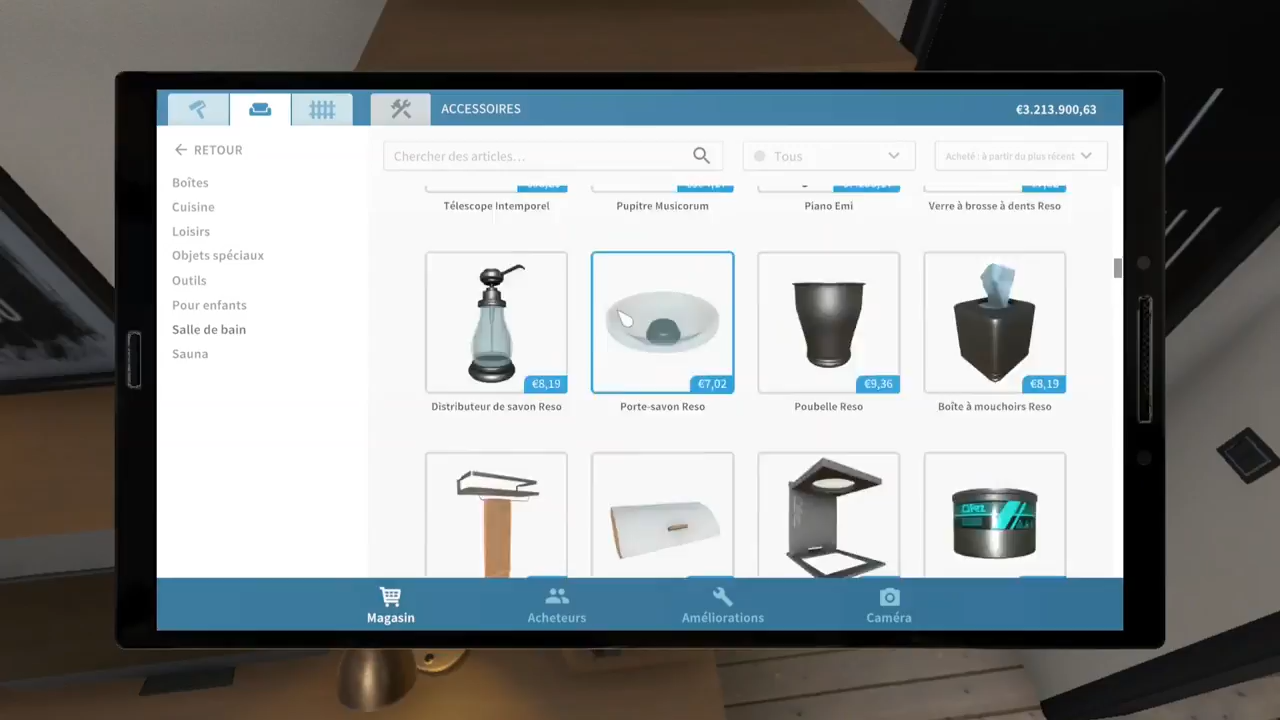 ACCESSOIRES
€3.213.900,63
RETOUR
Chercher des articles...
Tous
Acheté : à partir du plus récent
Boîtes
Cuisine
Loisirs
Objets spéciaux
Outils
Pour enfants
Salle de bain
Sauna
Télescope Intemporel
Pupitre Musicorum
Piano Emi
Verre à brosse à dents Reso
€8,19
€7,02
€9,36
€8,19
Distributeur de savon Reso
Porte-savon Reso
Poubelle Reso
Boîte à mouchoirs Reso
Magasin
Acheteurs
Améliorations
Caméra